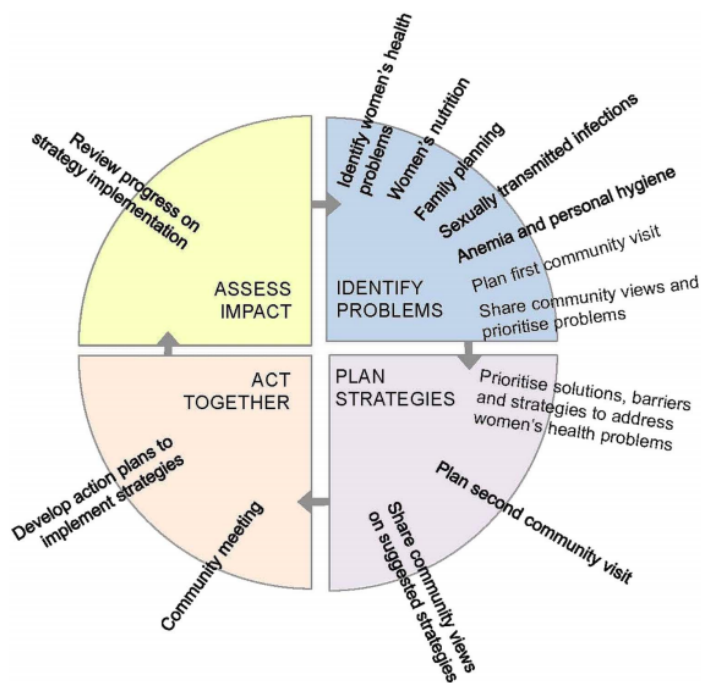 Identify women's health
problems
Women's nutrition
Family planning
Sexually transmitted infections
Anemia and personal hygiene
Plan first community visit
Share community views and
prioritise problems
IDENTIFY
PROBLEMS
PLAN
STRATEGIES
Prioritise solutions, barriers
and strategies to address
women's health problems
Plan second community visit
Share community views
on suggested strategies
ACT
TOGETHER
Community meeting
Develop action plans to
implement strategies
ASSESS
IMPACT
Review progress on
strategy implementation